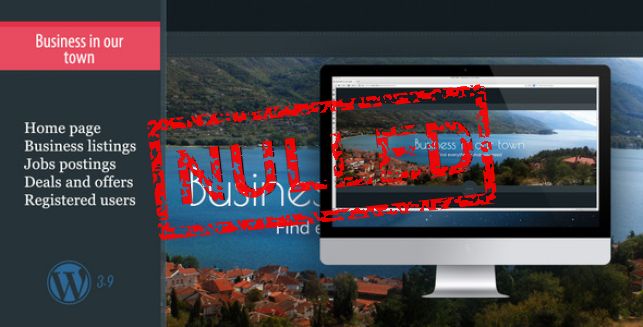 Business in our
town
Home page
Business listings
Jobs postings
Deals and offers
Registered users
3.9
NULLED
Business in our town
Busines
Find e